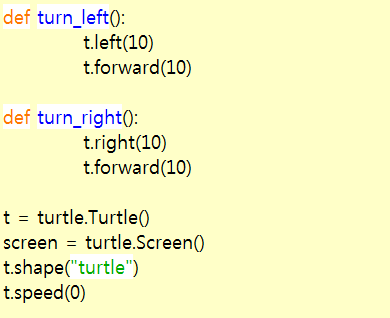 def turn_left():
        t.left(10)
        t.forward(10)

def turn_right():
        t.right(10)
        t.forward(10)

t = turtle.Turtle()
screen = turtle.Screen()
t.shape("turtle")
t.speed(0)